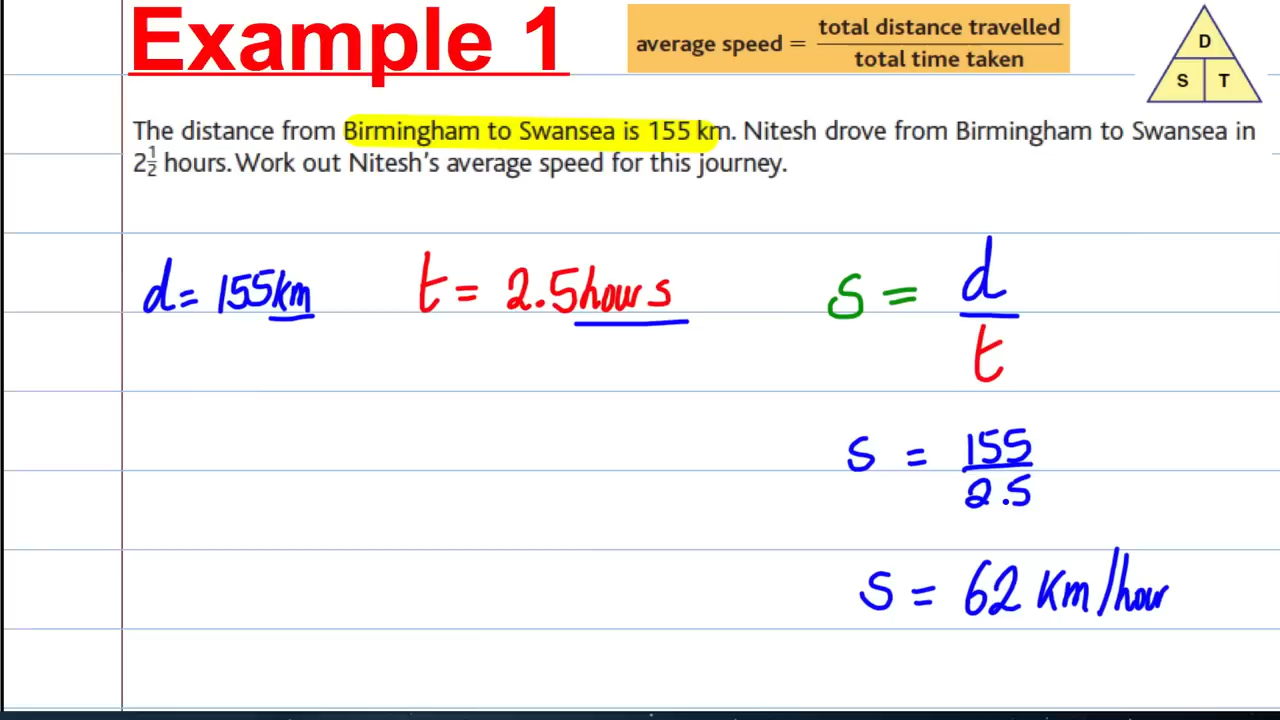 Example 1
average speed = total distance travelled / total time taken
D
S T
The distance from Birmingham to Swansea is 155 km. Nitesh drove from Birmingham to Swansea in
2½ hours. Work out Nitesh's average speed for this journey.
d = 155km t = 2.5hours s = d/t
s = 155/2.5
s = 62 km/hour